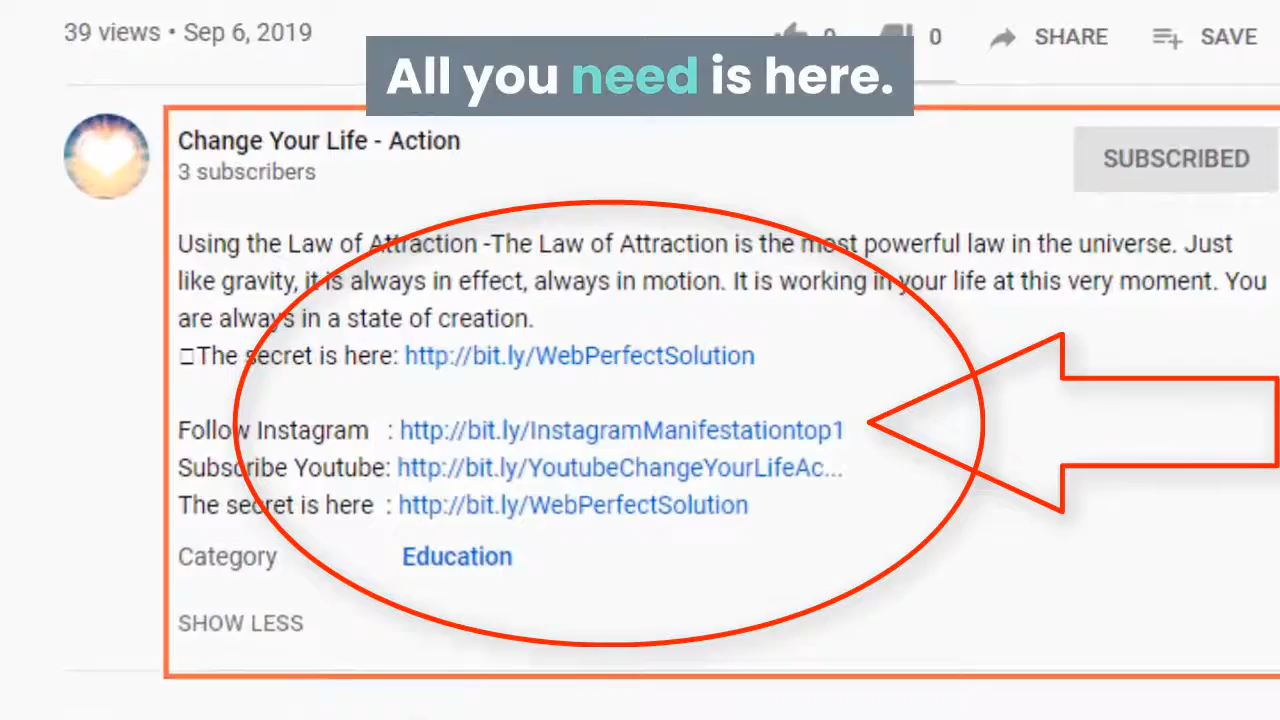 39 views • Sep 6, 2019
0
0
SHARE
SAVE
All you need is here.
Change Your Life - Action
3 subscribers
SUBSCRIBED
Using the Law of Attraction -The Law of Attraction is the most powerful law in the universe. Just
like gravity, it is always in effect, always in motion. It is working in your life at this very moment. You
are always in a state of creation.
□The secret is here: http://bit.ly/WebPerfectSolution
Follow Instagram : http://bit.ly/InstagramManifestationtop1
Subscribe Youtube: http://bit.ly/YoutubeChangeYourLifeAc...
The secret is here : http://bit.ly/WebPerfectSolution
Category Education
SHOW LESS